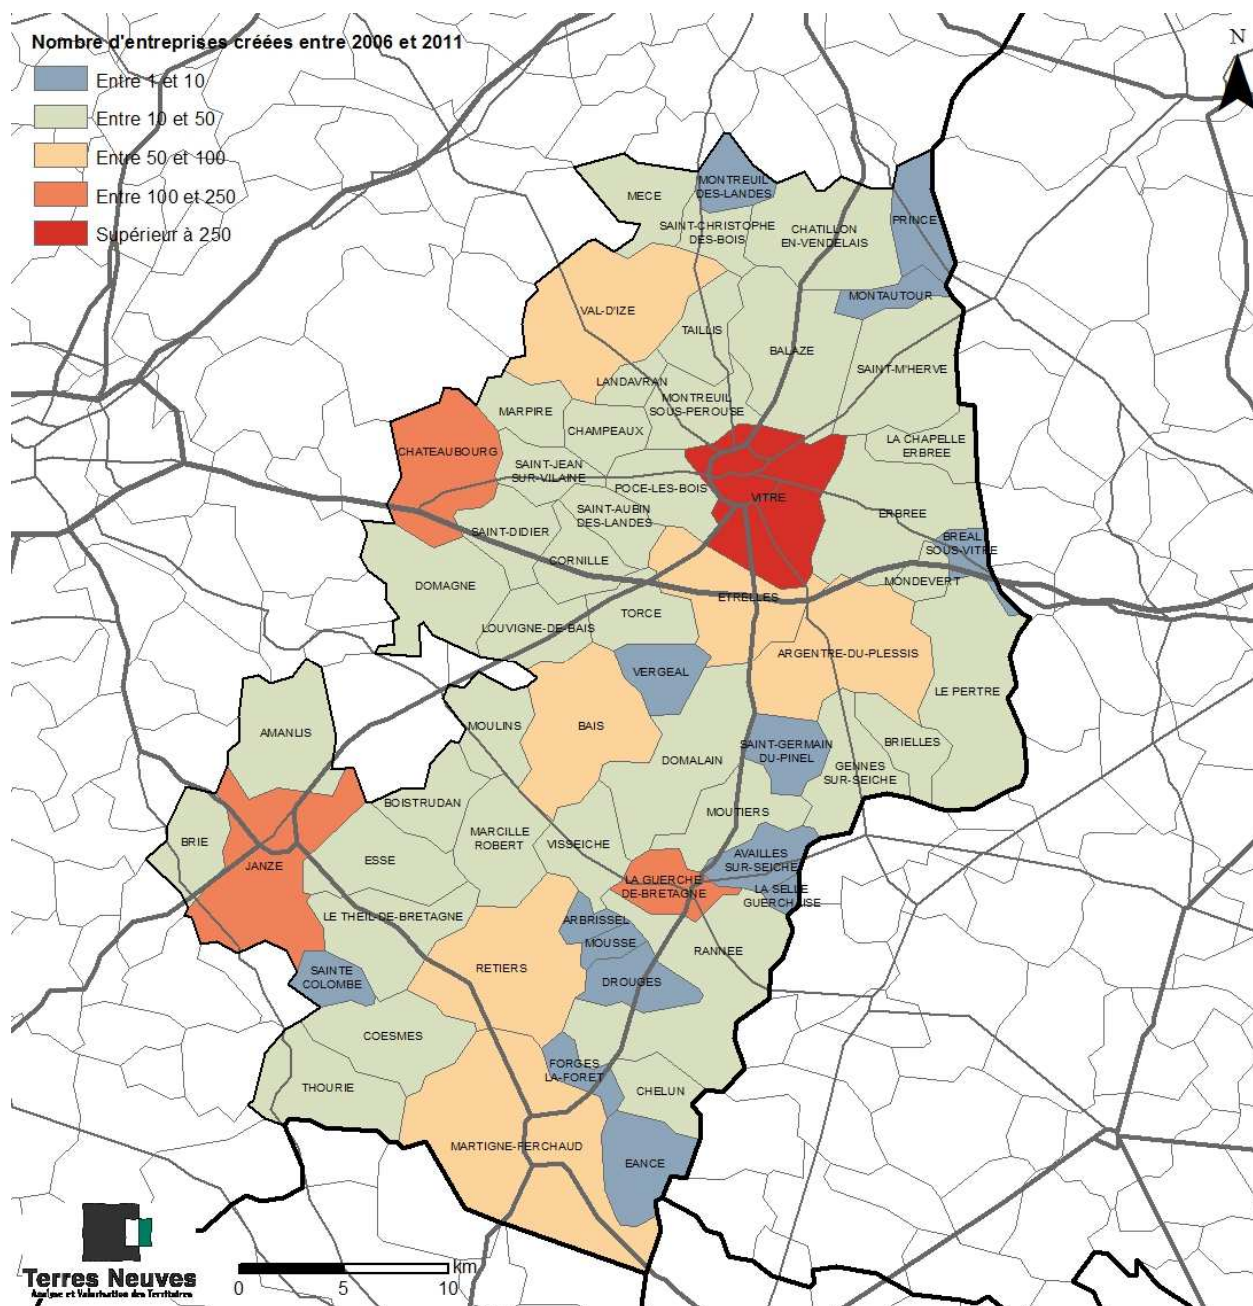 Nombre d'entreprises créées entre 2006 et 2011
Entre 1 et 10
Entre 10 et 50
Entre 50 et 100
Entre 100 et 250
Supérieur à 250
N
MECE
MONTREUIL
DES-LANDES
SAINT-CHRISTOPHE
DES-BOIS
CHATILLON
EN-VENDELAIS
PRINCE
MONTAUTOUR
VAL-D'IZE
TAILLIS
BALAZE
SAINT-M'HERVE
LANDAVRAN
MONTREUIL
SOUS-PEROUSE
MARPIRE
CHAMPEAUX
CHATEAUBOURG
LA CHAPELLE
ERBREE
SAINT-JEAN
SUR-VILAINE
POCE-LES-BOIS
VITRE
SAINT-AUBIN
DES-LANDES
ERBREE
SAINT-DIDIER
BREAL
SOUS-VITRE
CORNILLE
MONDEVERT
DOMAGNE
ETRELLES
TORCE
LOUVIGNE-DE-BAIS
ARGENTRE-DU-PLESSIS
VERGEAL
LE PERTRE
AMANLIS
MOULINS
BAIS
SAINT-GERMAIN
DU-PINEL
BRIELLES
DOMALAIN
GENNES
SUR-SEICHE
BOISTRUDAN
MOUTIERS
BRIE
MARCILLE
ROBERT
VISSEICHE
JANZE
ESSE
AVAILLES
SUR-SEICHE
LA GUERCHE
DE-BRETAGNE
LA SELLE
GUERCHAISE
LE THEIL-DE-BRETAGNE
ARBRISSEL
MOUSSE
RANNEE
SAINTE
COLOMBE
RETIERS
DROUGES
COESMES
FORGES
LA-FORET
THOURIE
CHELUN
MARTIGNE-FERCHAUD
EANCE
Terres Neuves
Analyse et Valorisation des Territoires
km
0 5 10